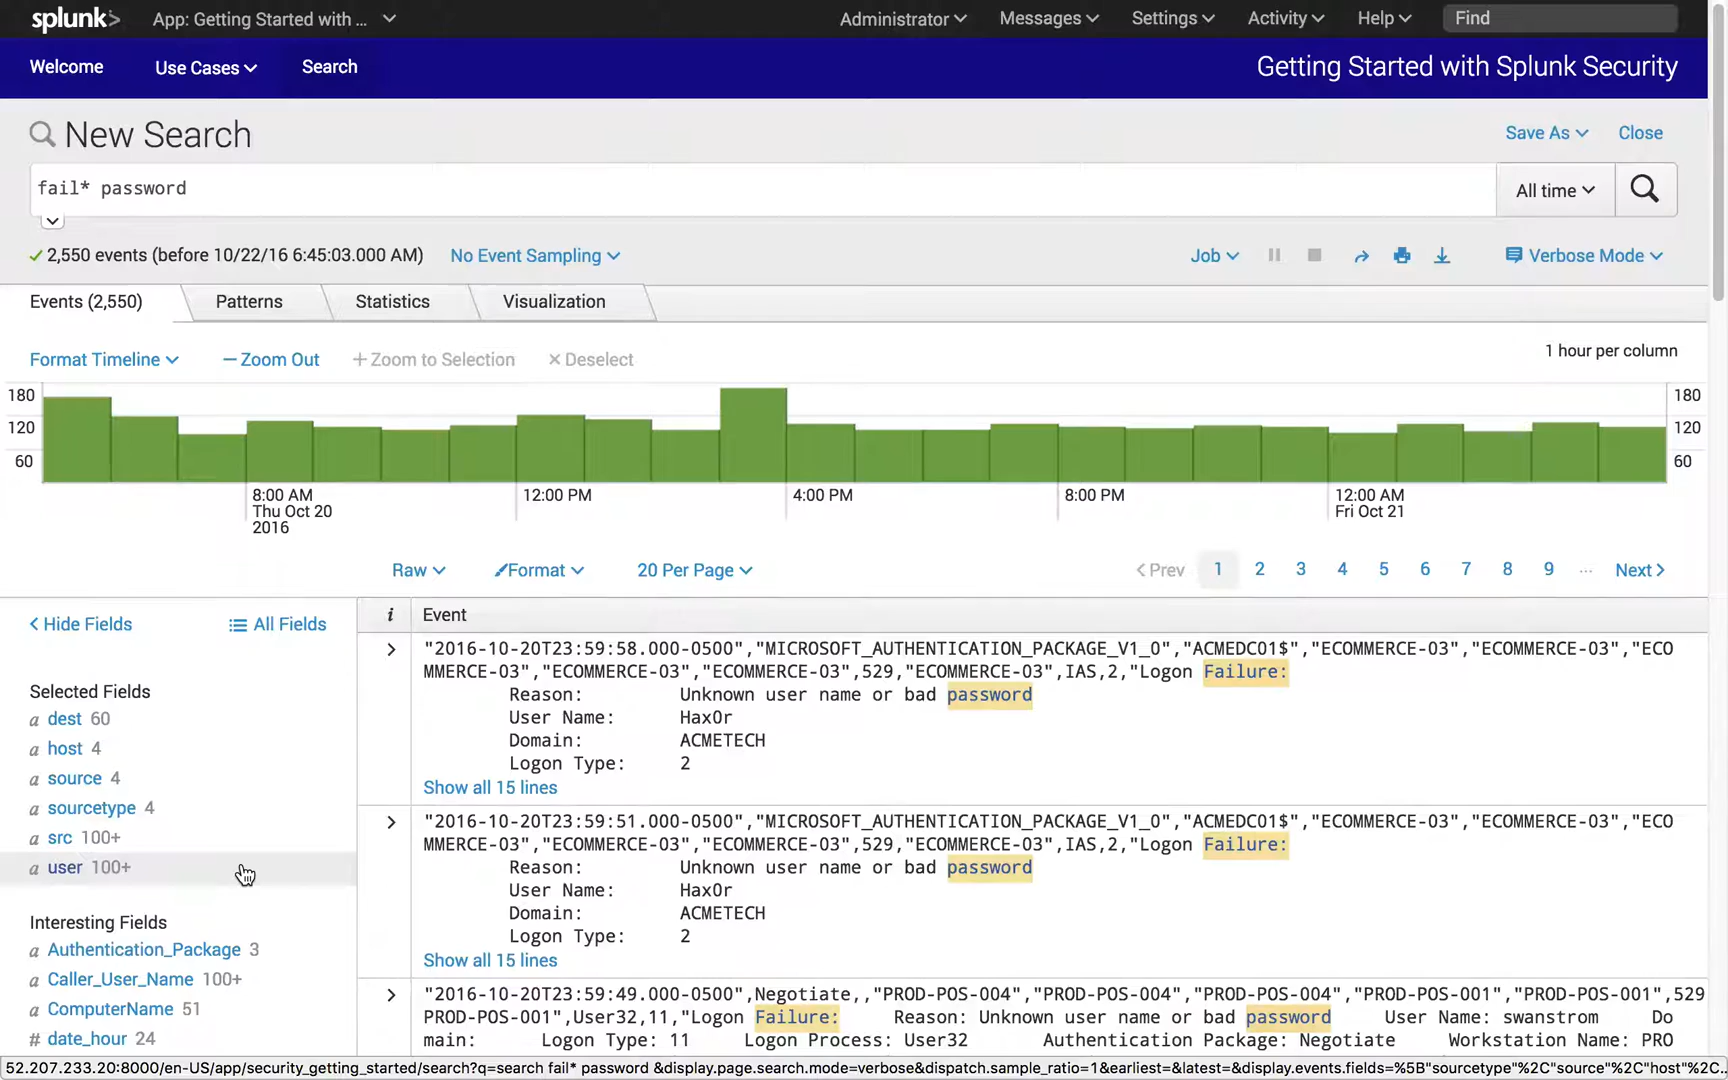 splunk> App: Getting Started with ... Administrator Messages Settings Activity Help Find
Welcome Use Cases Search Getting Started with Splunk Security
New Search Save As Close
fail* password All time
2,550 events (before 10/22/16 6:45:03.000 AM) No Event Sampling Job Verbose Mode
Events (2,550) Patterns Statistics Visualization
Format Timeline — Zoom Out + Zoom to Selection × Deselect 1 hour per column
180 180
120 120
60 60
8:00 AM 12:00 PM 4:00 PM 8:00 PM 12:00 AM
Thu Oct 20 Fri Oct 21
2016
Raw Format 20 Per Page < Prev 1 2 3 4 5 6 7 8 9 ... Next >
< Hide Fields All Fields
Selected Fields
a dest 60
a host 4
a source 4
a sourcetype 4
a src 100+
a user 100+
Interesting Fields
a Authentication_Package 3
a Caller_User_Name 100+
a ComputerName 51
# date_hour 24
i Event
> "2016-10-20T23:59:58.000-0500","MICROSOFT_AUTHENTICATION_PACKAGE_V1_0","ACMEDC01$","ECOMMERCE-03","ECOMMERCE-03","ECO
MMERCE-03","ECOMMERCE-03","ECOMMERCE-03",529,"ECOMMERCE-03",IAS,2,"Logon Failure:
Reason: Unknown user name or bad password
User Name: Hax0r
Domain: ACMETECH
Logon Type: 2
Show all 15 lines
> "2016-10-20T23:59:51.000-0500","MICROSOFT_AUTHENTICATION_PACKAGE_V1_0","ACMEDC01$","ECOMMERCE-03","ECOMMERCE-03","ECO
MMERCE-03","ECOMMERCE-03","ECOMMERCE-03",529,"ECOMMERCE-03",IAS,2,"Logon Failure:
Reason: Unknown user name or bad password
User Name: Hax0r
Domain: ACMETECH
Logon Type: 2
Show all 15 lines
> "2016-10-20T23:59:49.000-0500",Negotiate,,"PROD-POS-004","PROD-POS-004","PROD-POS-004","PROD-POS-001","PROD-POS-001",529
PROD-POS-001",User32,11,"Logon Failure: Reason: Unknown user name or bad password User Name: swanstrom Do
main: Logon Type: 11 Logon Process: User32 Authentication Package: Negotiate Workstation Name: PRO
52.207.233.20:8000/en-US/app/security_getting_started/search?q=search fail* password &display.page.search.mode=verbose&dispatch.sample_ratio=1&earliest=&latest=&display.events.fields=%5B"sourcetype"%2C"source"%2C"host"%2C...